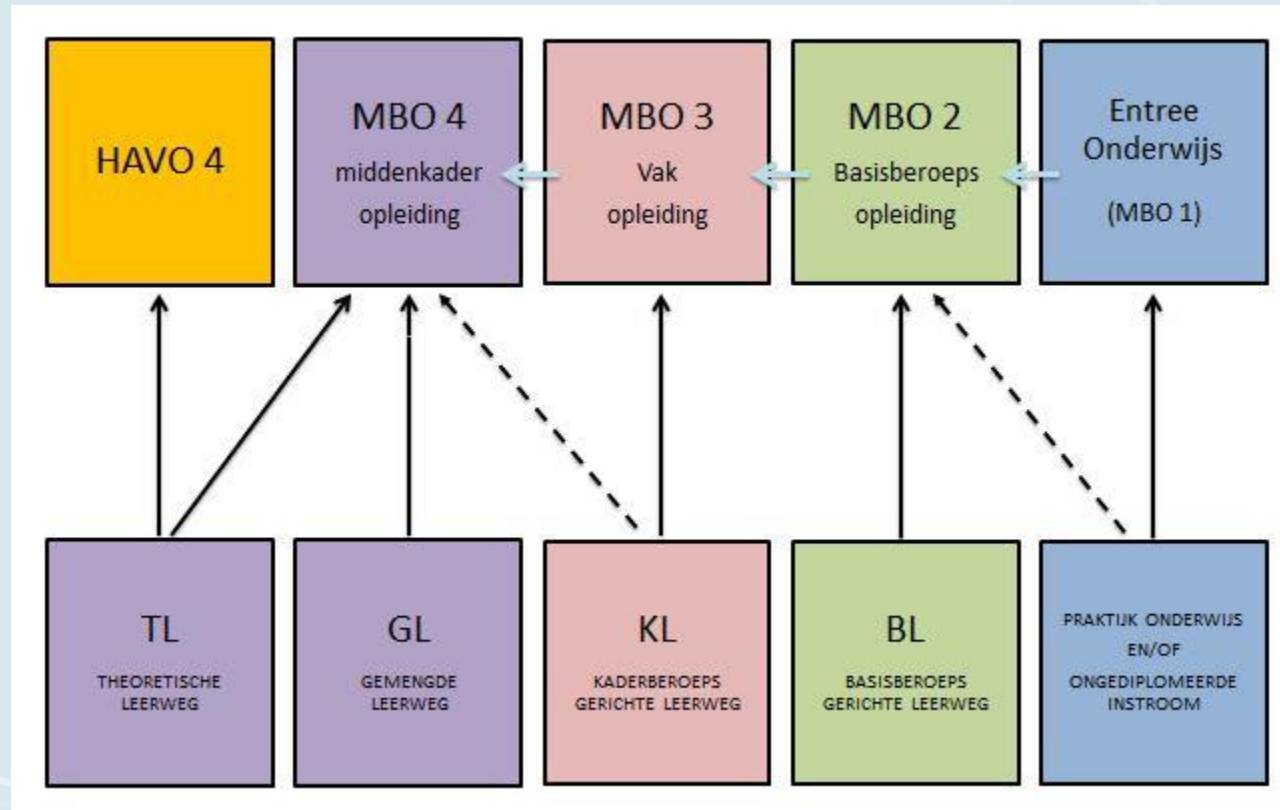 HAVO 4
MBO 4
middenkader
opleiding
MBO 3
Vak
opleiding
MBO 2
Basisberoeps
opleiding
Entree
Onderwijs
(MBO 1)
TL
THEORETISCHE
LEERWEG
GL
GEMENGDE
LEERWEG
KL
KADERBEROEPS
GERICHTE LEERWEG
BL
BASISBEROEPS
GERICHTE LEERWEG
PRAKTIJK ONDERWIJS
EN/OF
ONGEDIPLOMEERDE
INSTROOM